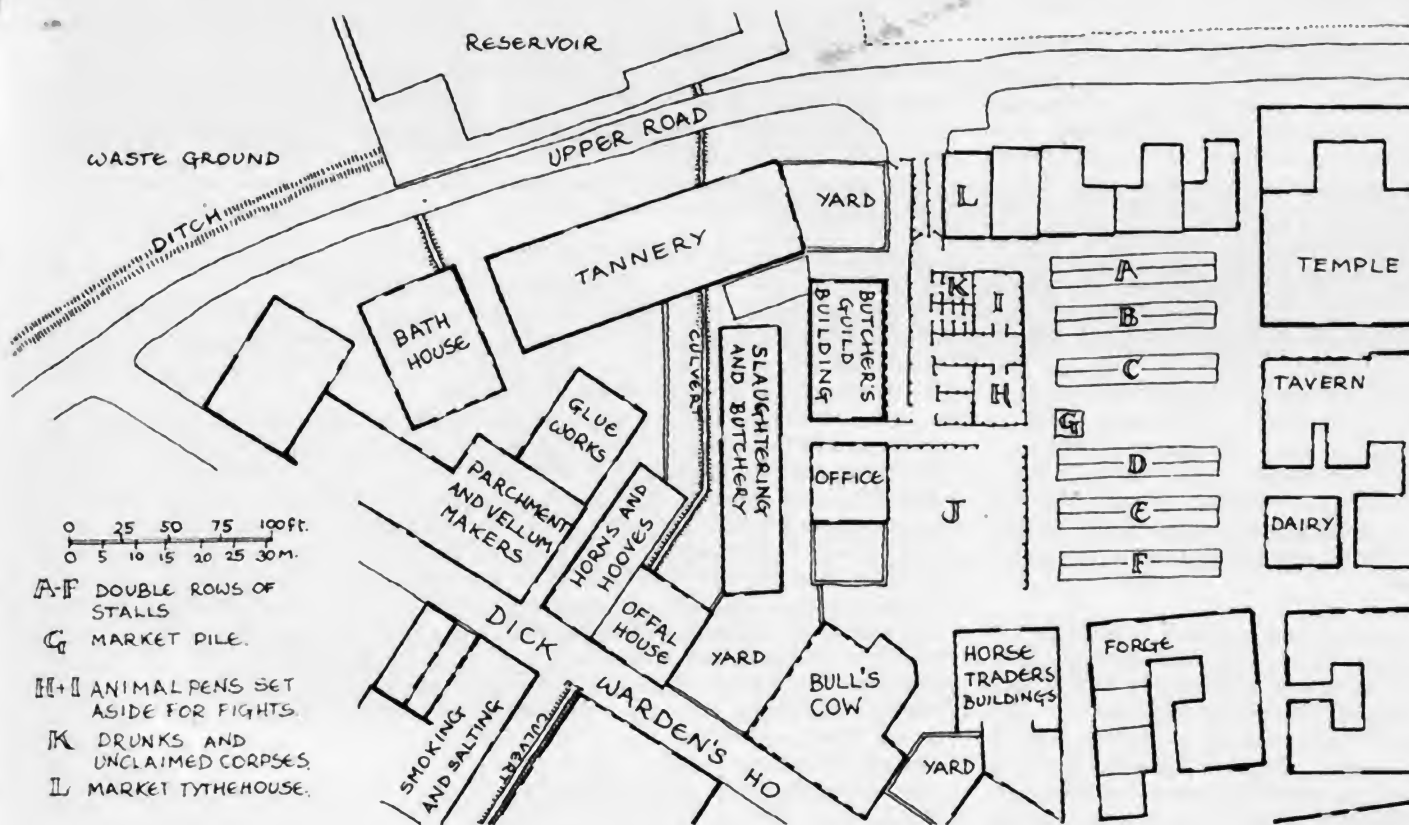 RESERVOIR
WASTE GROUND
UPPER ROAD
DITCH
YARD
L
TANNERY
TEMPLE
A
BATH
HOUSE
BUTCHER'S
GUILD
BUILDING
K
I
B
CULVERT
SLAUGHTERING
AND BUTCHERY
C
TAVERN
H
GLUE
WORKS
G
PARCHMENT
AND VELLUM
MAKERS
HORNS AND
HOOVES
OFFICE
D
J
E
DAIRY
F
0 25 50 75 100 ft.
0 5 10 15 20 25 30 m.
A-F DOUBLE ROWS OF
STALLS
G MARKET PILE.
H+I ANIMAL PENS SET
ASIDE FOR FIGHTS.
K DRUNKS AND
UNCLAIMED CORPSES.
L MARKET TYTHEHOUSE.
OFFAL
HOUSE
YARD
DICK WARDEN'S HO
BULL'S
COW
HORSE
TRADERS
BUILDINGS
FORGE
SMOKING
AND SALTING
CULVERT
YARD